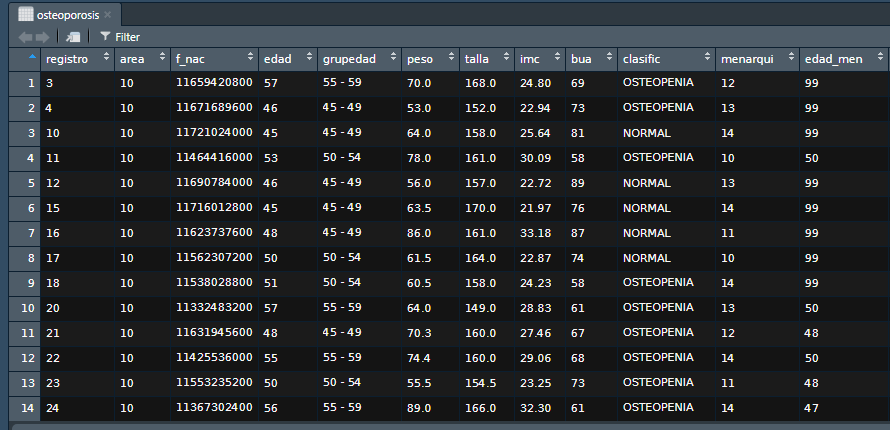 osteoporosis
Filter
registro area f_nac edad grupedad peso talla imc bua clasific menarqui edad_men
1 3 10 11659420800 57 55 - 59 70.0 168.0 24.80 69 OSTEOPENIA 12 99
2 4 10 11671689600 46 45 - 49 53.0 152.0 22.94 73 OSTEOPENIA 13 99
3 10 10 11721024000 45 45 - 49 64.0 158.0 25.64 81 NORMAL 14 99
4 11 10 11464416000 53 50 - 54 78.0 161.0 30.09 58 OSTEOPENIA 10 50
5 12 10 11690784000 46 45 - 49 56.0 157.0 22.72 89 NORMAL 13 99
6 15 10 11716012800 45 45 - 49 63.5 170.0 21.97 76 NORMAL 14 99
7 16 10 11623737600 48 45 - 49 86.0 161.0 33.18 87 NORMAL 11 99
8 17 10 11562307200 50 50 - 54 61.5 164.0 22.87 74 NORMAL 10 99
9 18 10 11538028800 51 50 - 54 60.5 158.0 24.23 58 OSTEOPENIA 14 99
10 20 10 11332483200 57 55 - 59 64.0 149.0 28.83 61 OSTEOPENIA 13 50
11 21 10 11631945600 48 45 - 49 70.3 160.0 27.46 67 OSTEOPENIA 12 48
12 22 10 11425536000 55 55 - 59 74.4 160.0 29.06 68 OSTEOPENIA 14 50
13 23 10 11553235200 50 50 - 54 55.5 154.5 23.25 73 OSTEOPENIA 11 48
14 24 10 11367302400 56 55 - 59 89.0 166.0 32.30 61 OSTEOPENIA 14 47